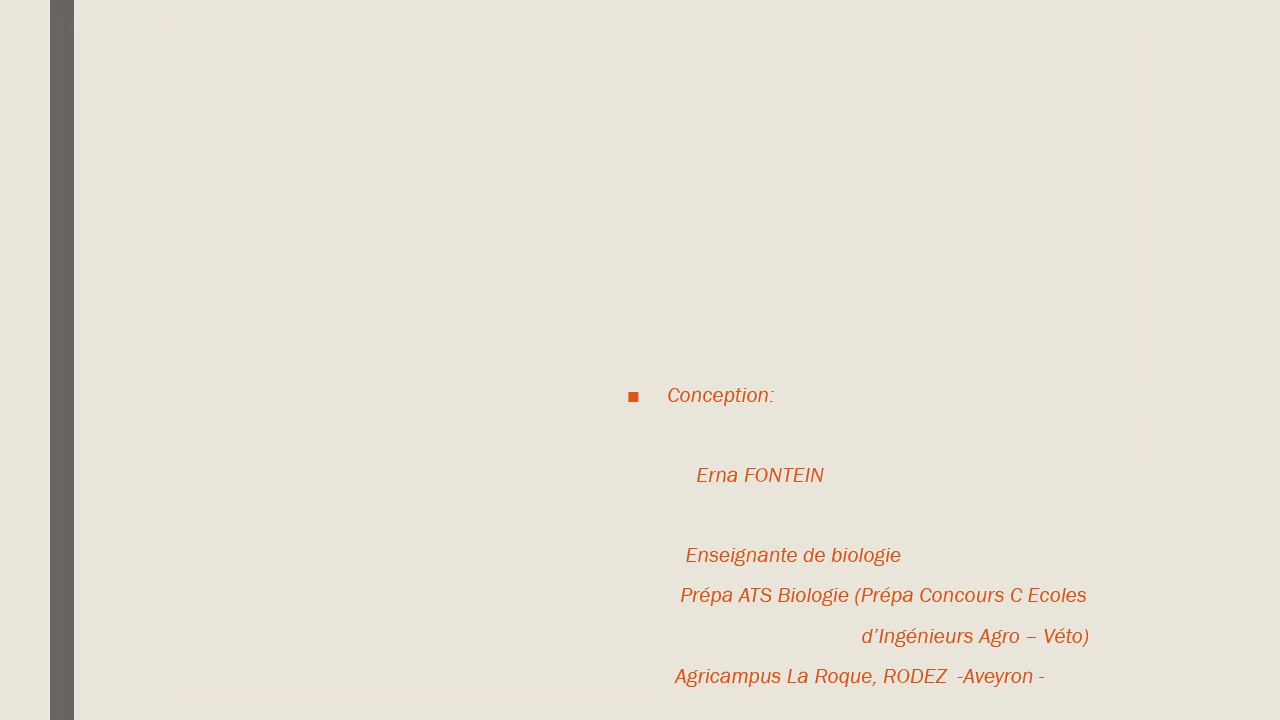 ▪ Conception:
Erna FONTEIN
Enseignante de biologie
Prépa ATS Biologie (Prépa Concours C Ecoles
d’Ingénieurs Agro – Véto)
Agricampus La Roque, RODEZ -Aveyron -